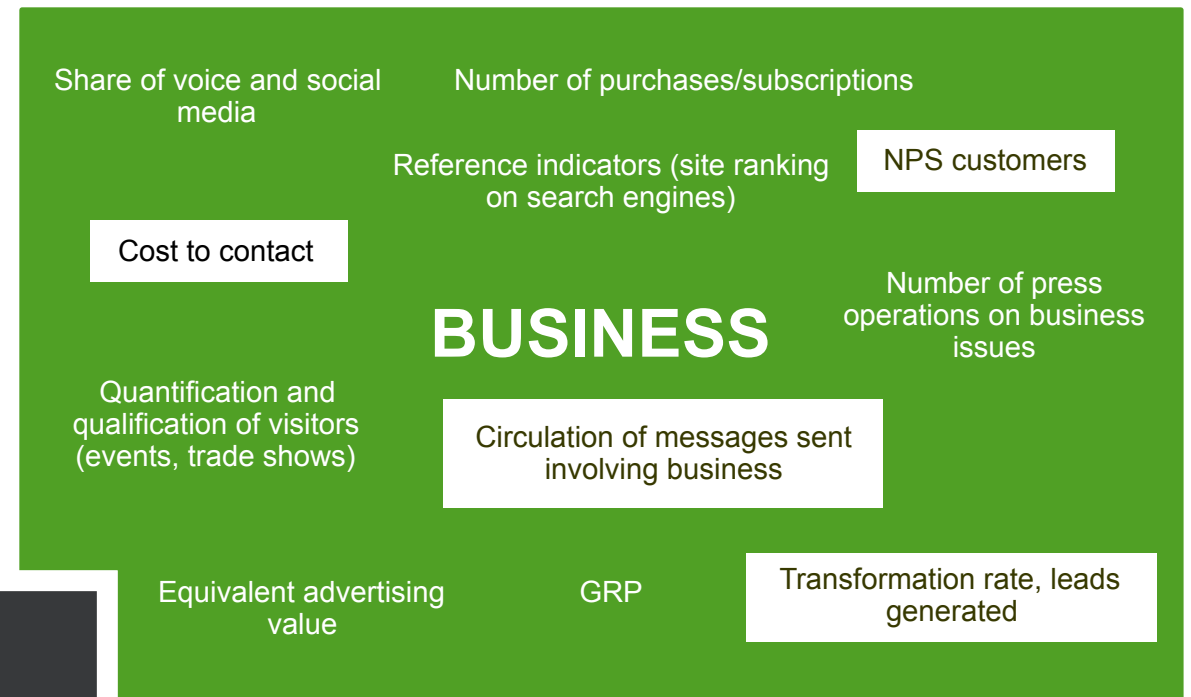 Share of voice and social
media
Number of purchases/subscriptions
Reference indicators (site ranking
on search engines)
NPS customers
Cost to contact
Number of press
operations on business
issues
BUSINESS
Quantification and
qualification of visitors
(events, trade shows)
Circulation of messages sent
involving business
Equivalent advertising
value
GRP
Transformation rate, leads
generated